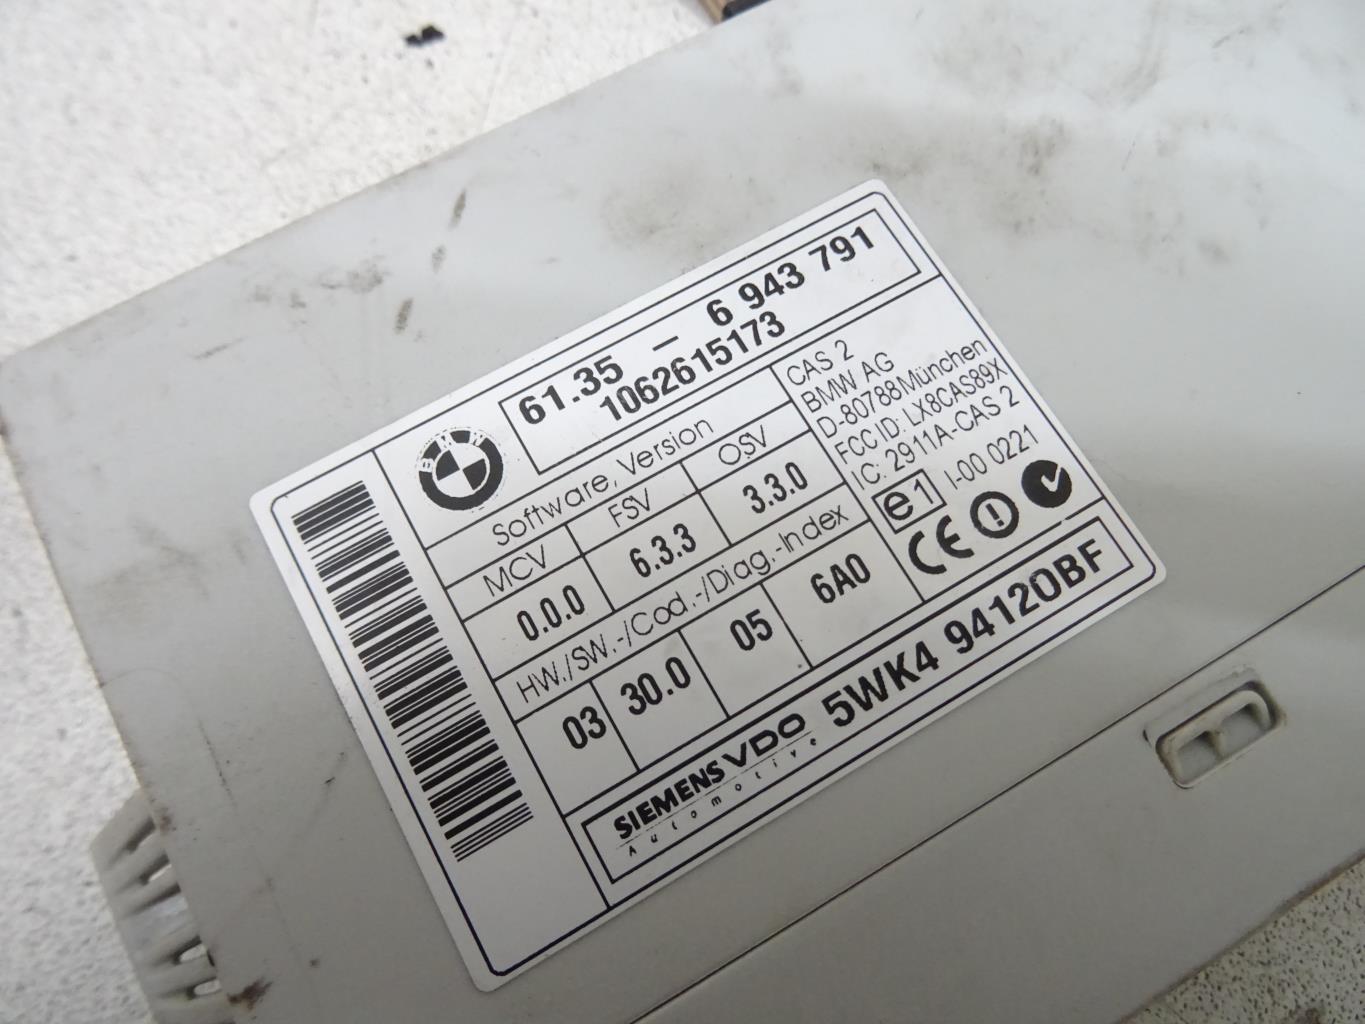 61.35 – 6 943 791
1062615173
BMW
Software, Version
MCV FSV OSV
0.0.0 6.3.3 3.3.0
HW./SW.-/Cod.-/Diag.-Index
03 30.0 05 6A0
CAS 2
BMW AG
D-80788München
FCC ID: LX8CAS89X
IC: 2911A-CAS 2
e1 I-00 0221
CE
SIEMENS VDO
Automotive
5WK4 94120BF